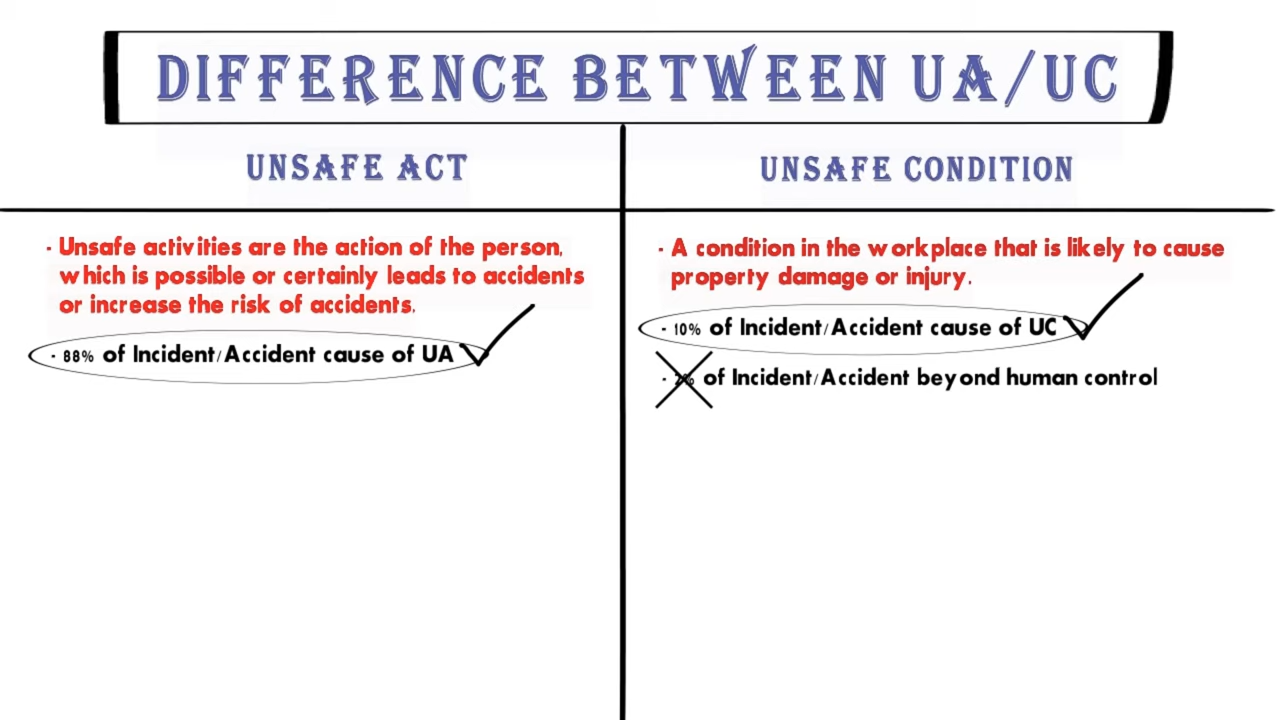 DIFFERENCE BETWEEN UA/UC
UNSAFE ACT
- Unsafe activities are the action of the person,
which is possible or certainly leads to accidents
or increase the risk of accidents.
- 88% of Incident/Accident cause of UA
UNSAFE CONDITION
- A condition in the workplace that is likely to cause
property damage or injury.
- 10% of Incident/Accident cause of UC
- of Incident/Accident beyond human control